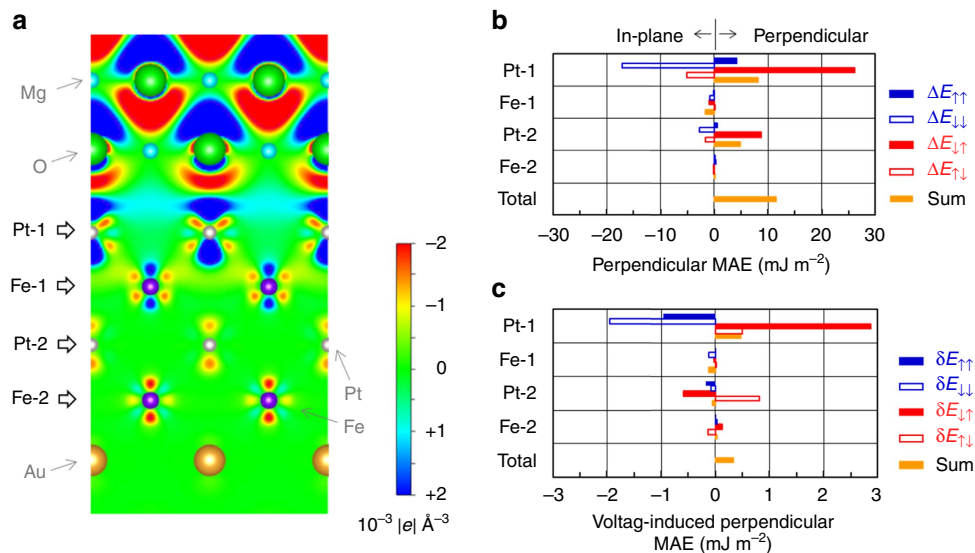 a
Mg
O
Pt-1
Fe-1
Pt-2
Fe-2
Au
Pt
Fe
−2
−1
0
+1
+2
10⁻³ |e| Å⁻³
b
In-plane
Perpendicular
Pt-1
Fe-1
Pt-2
Fe-2
Total
−30 −20 −10 0 10 20 30
Perpendicular MAE (mJ m⁻²)
ΔE↑↑
ΔE↓↓
ΔE↓↑
ΔE↑↓
Sum
c
Pt-1
Fe-1
Pt-2
Fe-2
Total
−3 −2 −1 0 1 2 3
Voltag-induced perpendicular
MAE (mJ m⁻²)
δE↑↑
δE↓↓
δE↓↑
δE↑↓
Sum